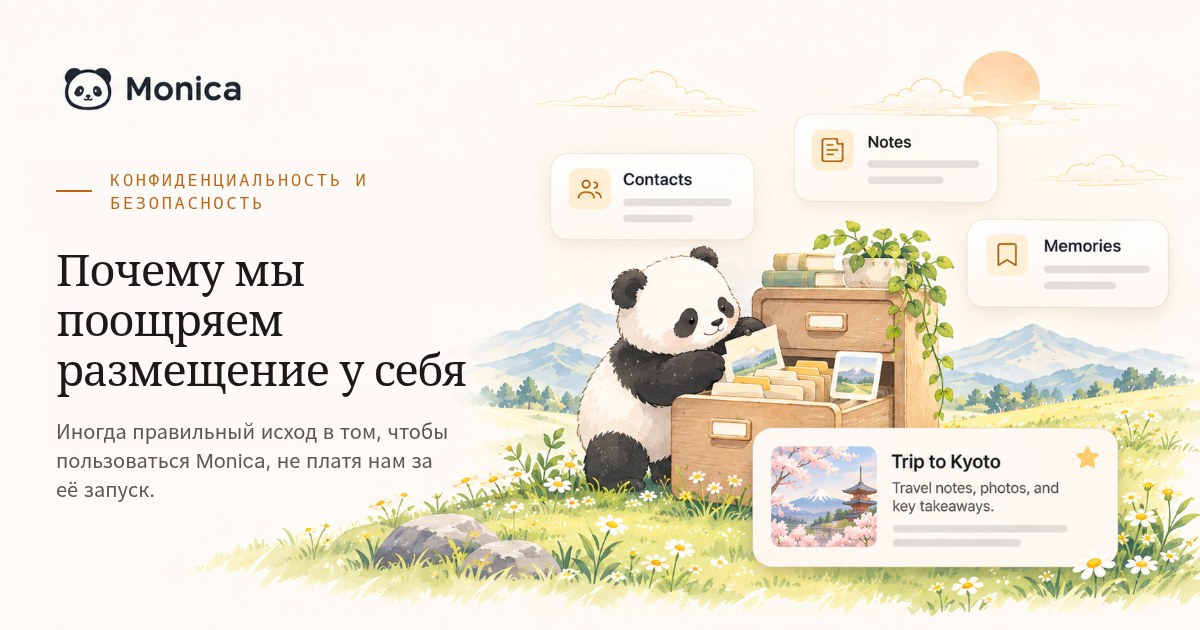 Monica
КОНФИДЕНЦИАЛЬНОСТЬ И
БЕЗОПАСНОСТЬ
Почему мы
поощряем
размещение у себя
Иногда правильный исход в том, чтобы
пользоваться Monica, не платя нам за
её запуск.
Contacts
Notes
Memories
Trip to Kyoto
Travel notes, photos, and
key takeaways.